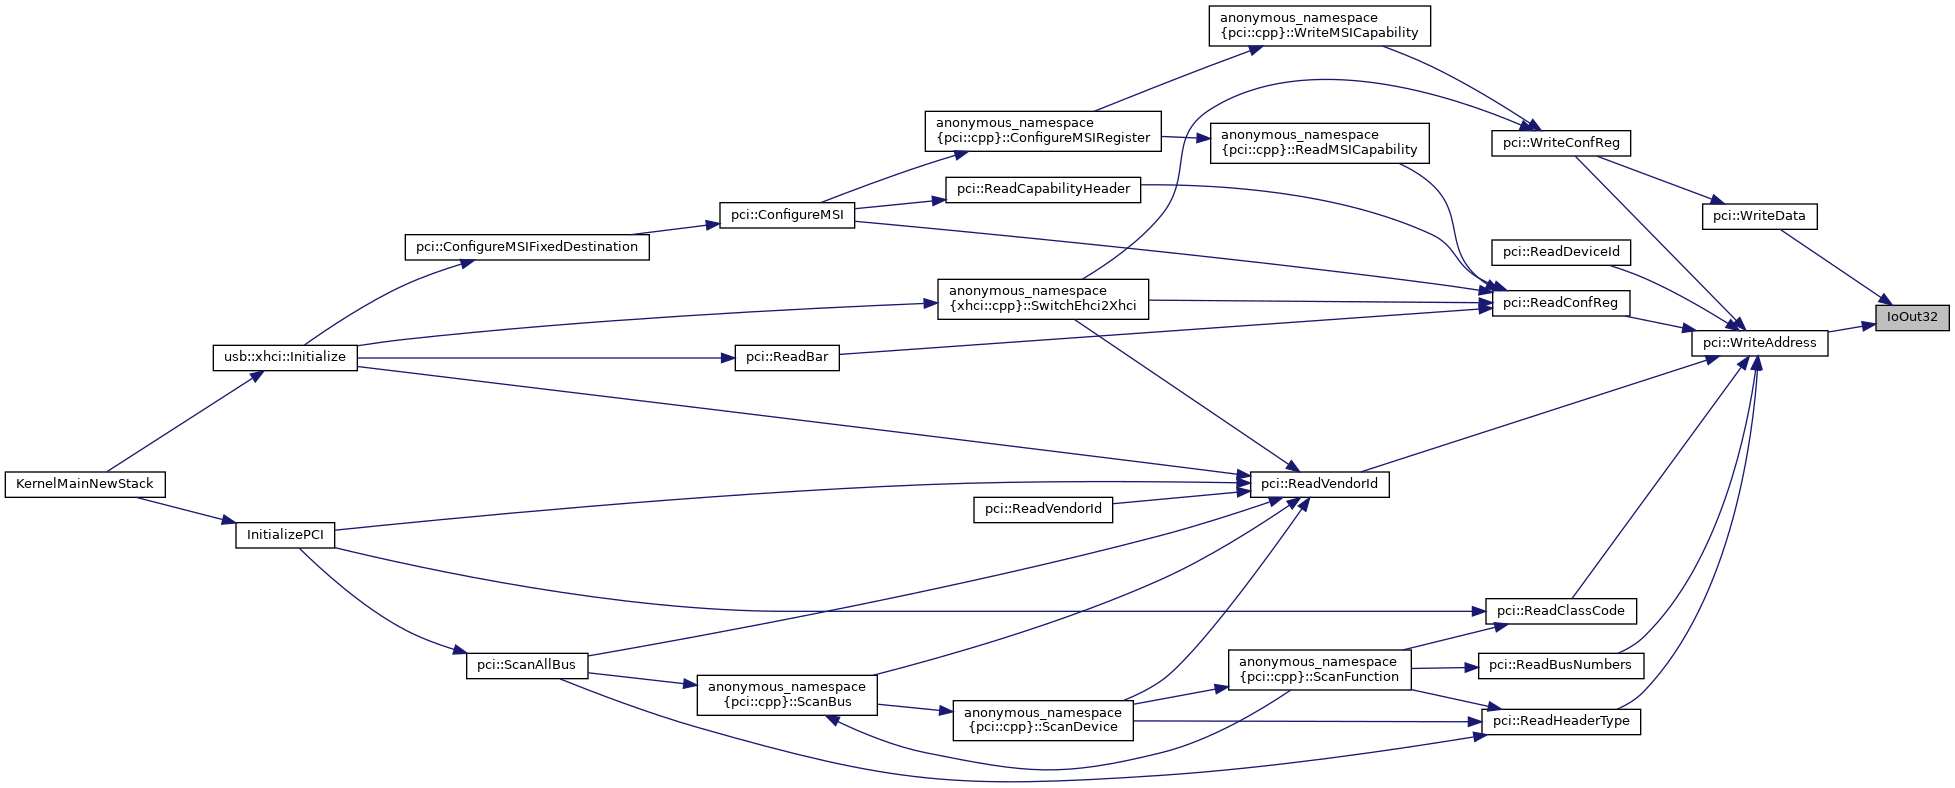 anonymous_namespace
{pci::cpp}::WriteMSICapability
anonymous_namespace
{pci::cpp}::ConfigureMSIRegister
anonymous_namespace
{pci::cpp}::ReadMSICapability
pci::WriteConfReg
pci::ReadCapabilityHeader
pci::ConfigureMSI
pci::WriteData
pci::ConfigureMSIFixedDestination
pci::ReadDeviceId
anonymous_namespace
{xhci::cpp}::SwitchEhci2Xhci
pci::ReadConfReg
IoOut32
pci::WriteAddress
usb::xhci::Initialize
pci::ReadBar
KernelMainNewStack
pci::ReadVendorId
pci::ReadVendorId
InitializePCI
pci::ReadClassCode
pci::ScanAllBus
anonymous_namespace
{pci::cpp}::ScanFunction
pci::ReadBusNumbers
anonymous_namespace
{pci::cpp}::ScanBus
anonymous_namespace
{pci::cpp}::ScanDevice
pci::ReadHeaderType